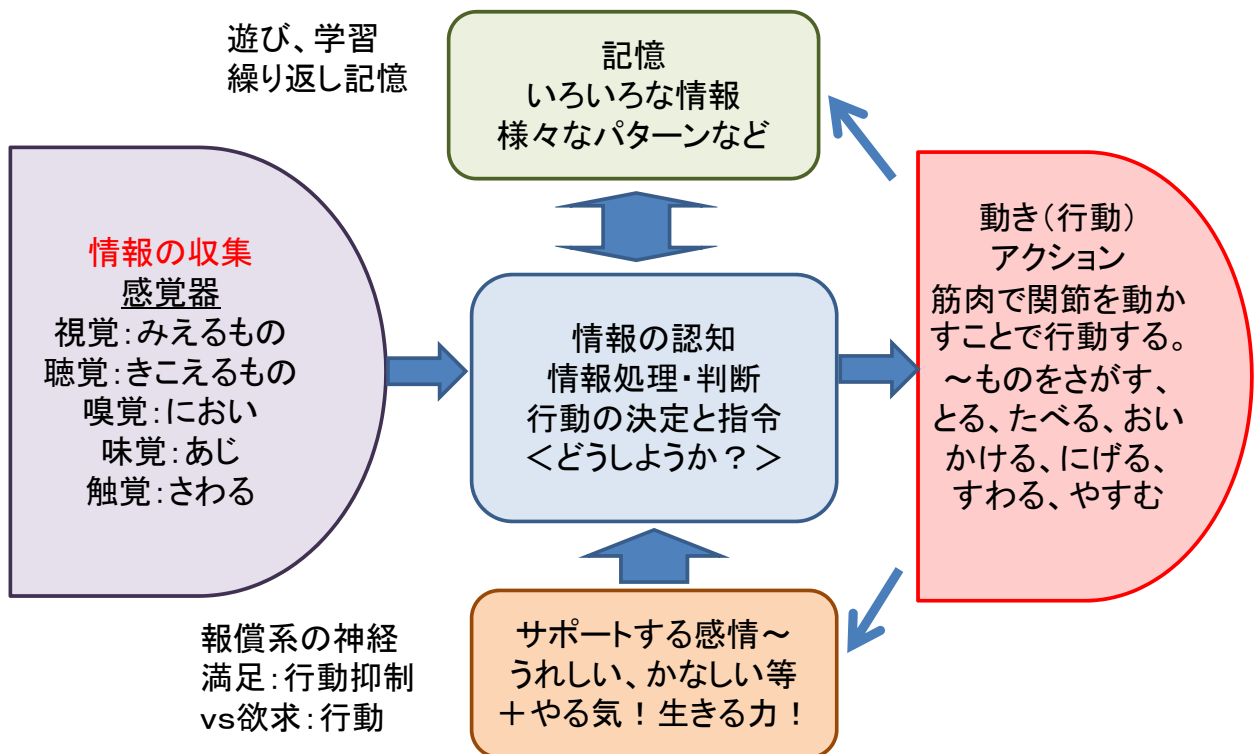 遊び、学習
繰り返し記憶
記憶
いろいろな情報
様々なパターンなど
情報の収集
感覚器
視覚：みえるもの
聴覚：きこえるもの
嗅覚：におい
味覚：あじ
触覚：さわる
情報の認知
情報処理・判断
行動の決定と指令
＜どうしようか？＞
動き（行動）
アクション
筋肉で関節を動か
すことで行動する。
～ものをさがす、
とる、たべる、おい
かける、にげる、
すわる、やすむ
報償系の神経
満足：行動抑制
vs欲求：行動
サポートする感情～
うれしい、かなしい等
＋やる気！生きる力！